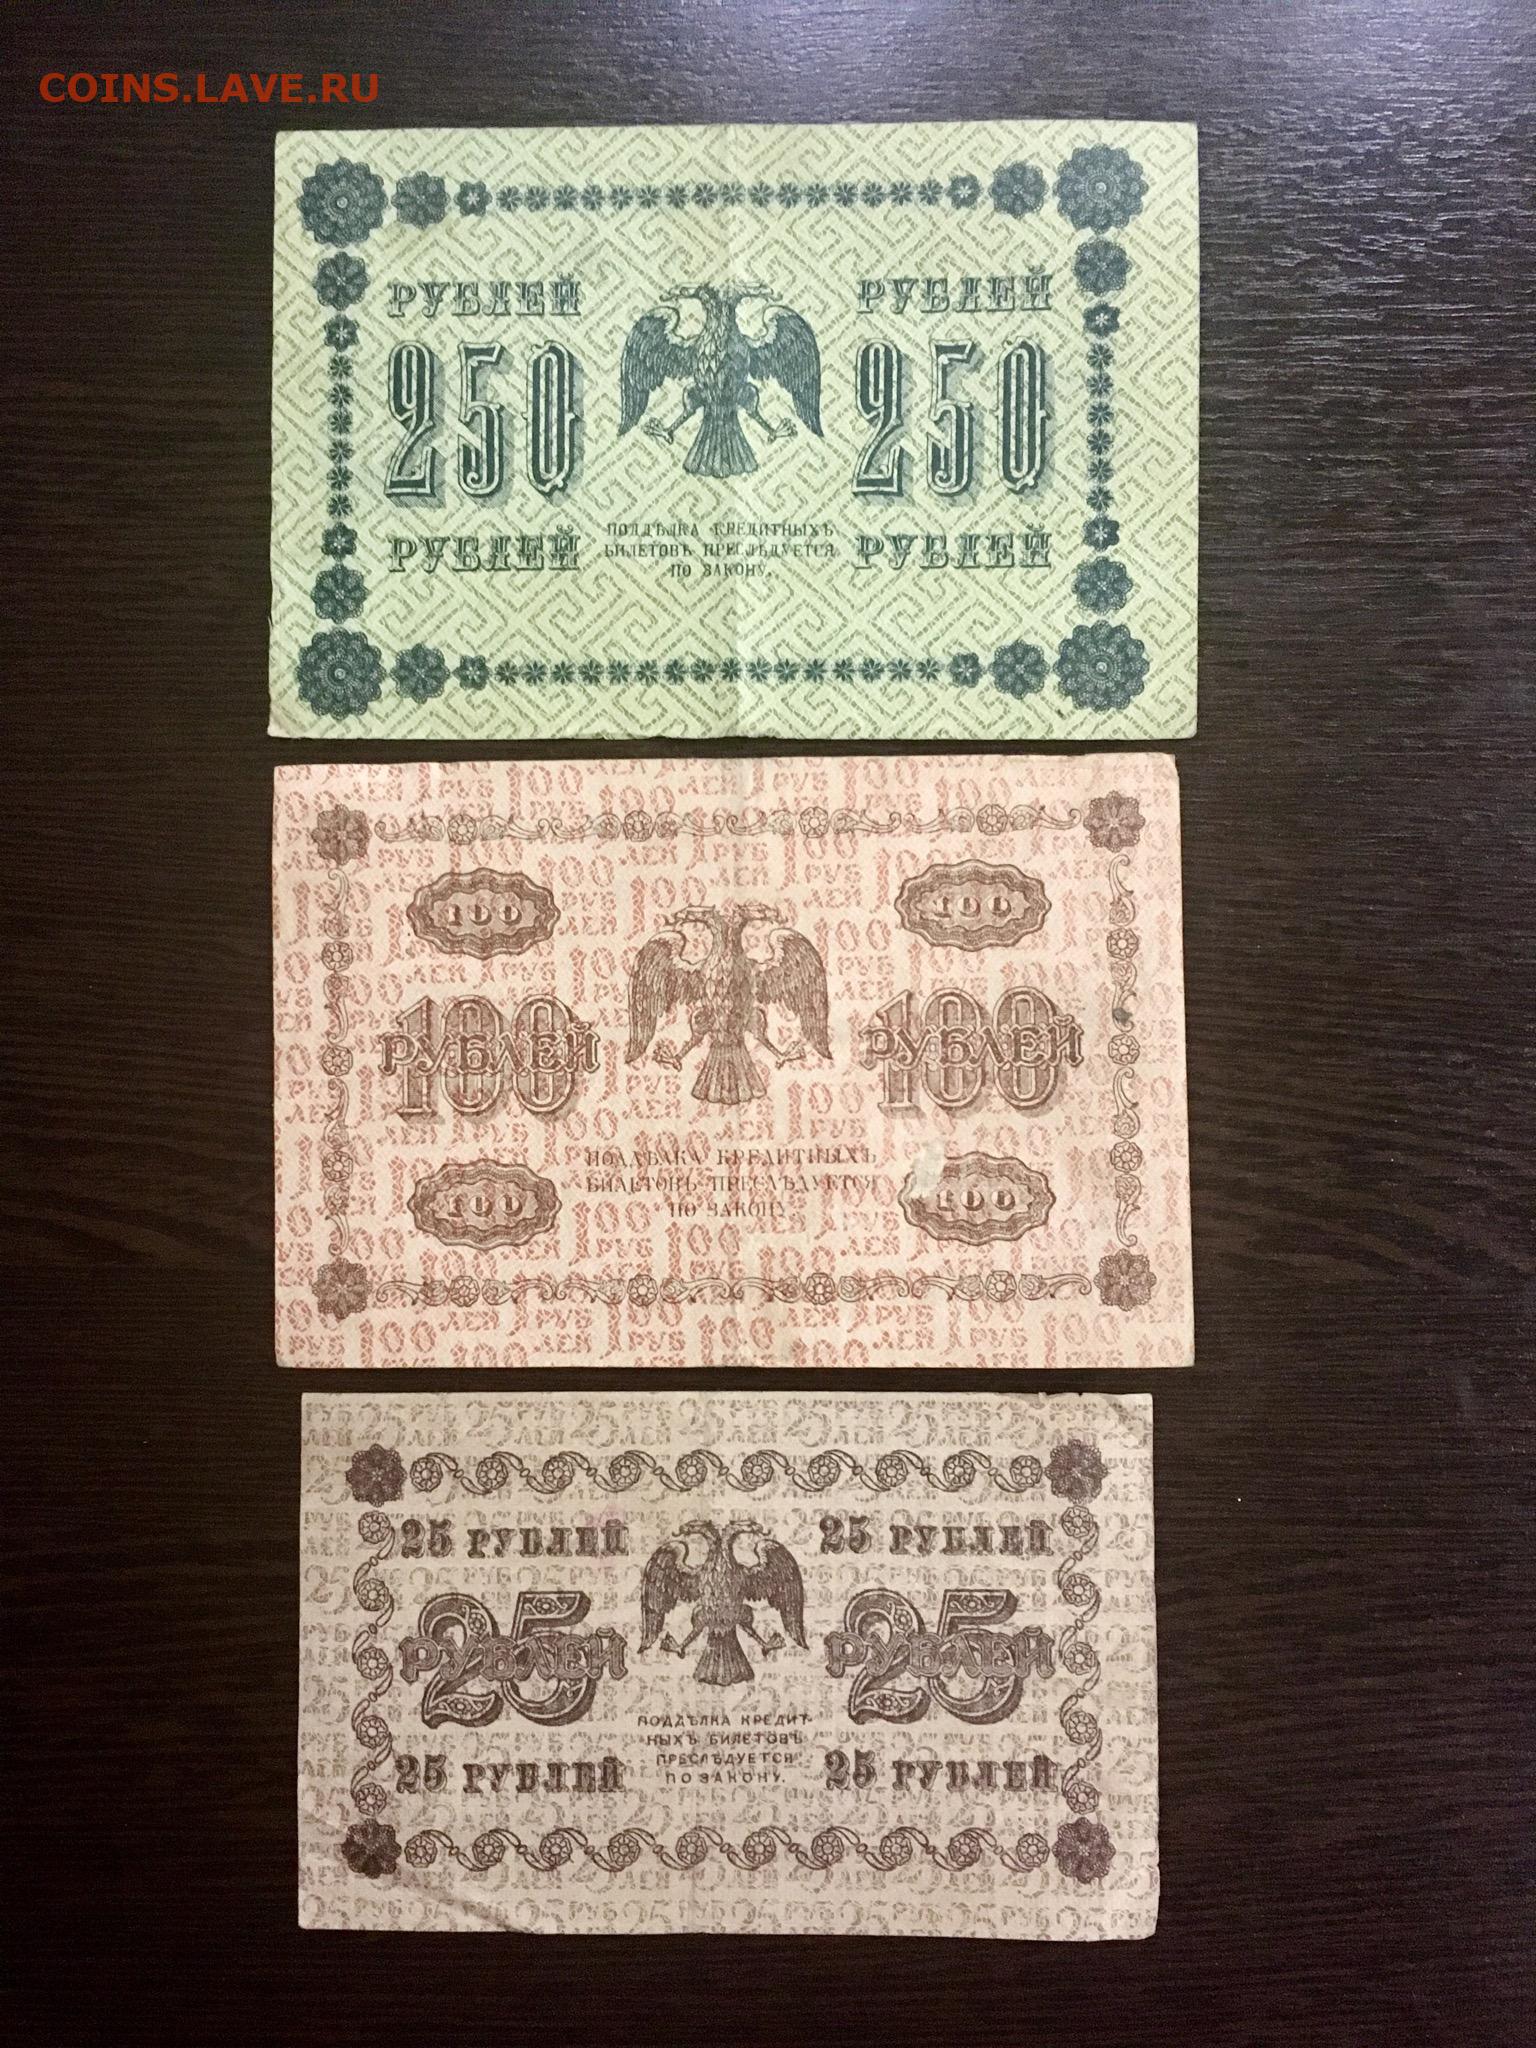 COINS.LAVE.RU
РУБЛЕЙ РУБЛЕЙ
250 250
РУБЛЕЙ РУБЛЕЙ
ПОДДѢЛКА КРЕДИТНЫХЪ
БИЛЕТОВЪ ПРЕСЛѢДУЕТСЯ
ПО ЗАКОНУ.
100 100
100 100
РУБЛЕЙ РУБЛЕЙ
ПОДДѢЛКА КРЕДИТНЫХЪ
БИЛЕТОВЪ ПРЕСЛѢДУЕТСЯ
ПО ЗАКОНУ.
100 100
25 РУБЛЕЙ 25 РУБЛЕЙ
25 25
РУБЛЕЙ РУБЛЕЙ
ПОДДѢЛКА КРЕДИТ-
НЫХЪ БИЛЕТОВЪ
ПРЕСЛѢДУЕТСЯ
ПО ЗАКОНУ.
25 РУБЛЕЙ 25 РУБЛЕЙ